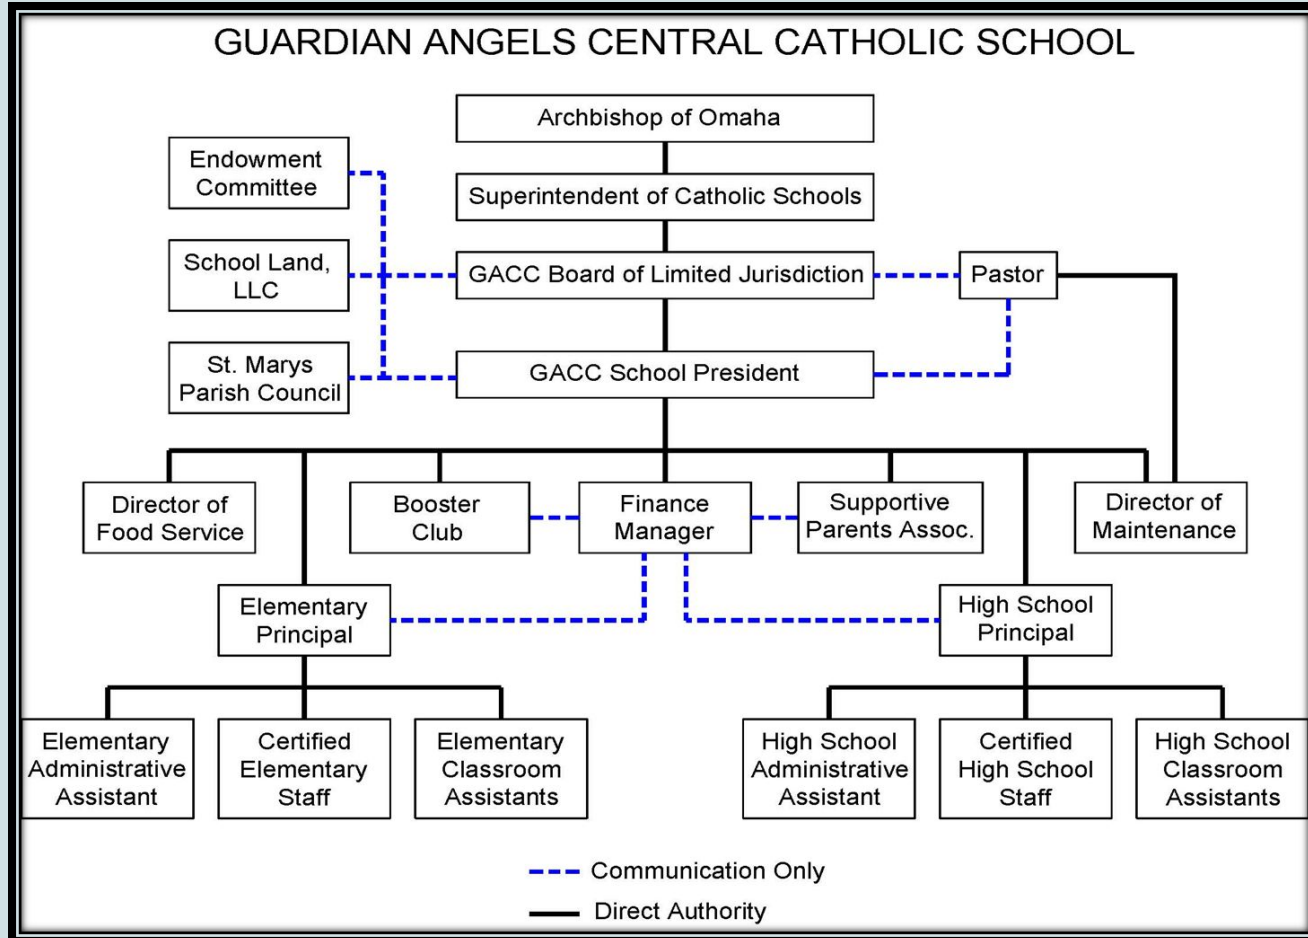 GUARDIAN ANGELS CENTRAL CATHOLIC SCHOOL
Archbishop of Omaha
Endowment
Committee
Superintendent of Catholic Schools
School Land,
LLC
GACC Board of Limited Jurisdiction
Pastor
St. Marys
Parish Council
GACC School President
Director of
Food Service
Booster
Club
Finance
Manager
Supportive
Parents Assoc.
Director of
Maintenance
Elementary
Principal
High School
Principal
Elementary
Administrative
Assistant
Certified
Elementary
Staff
Elementary
Classroom
Assistants
High School
Administrative
Assistant
Certified
High School
Staff
High School
Classroom
Assistants
Communication Only
Direct Authority